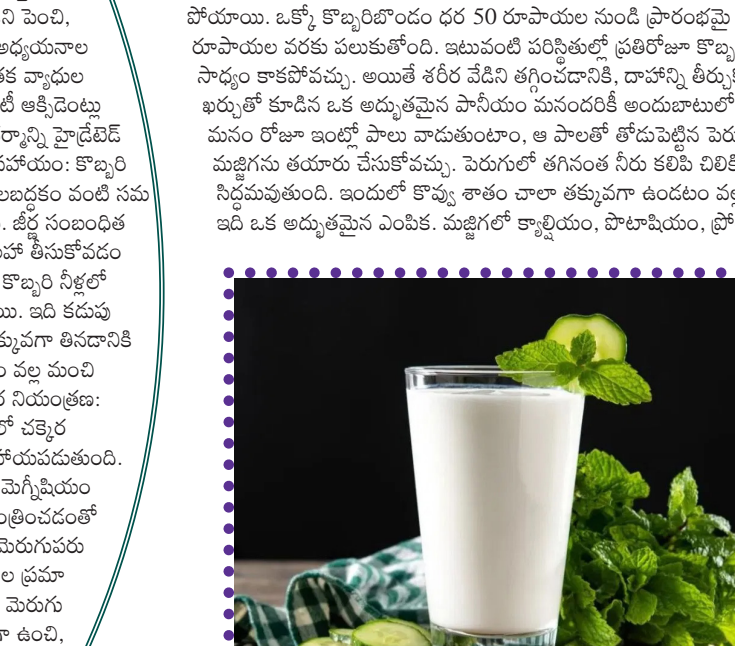 ని పెంచి,
అధ్యయనాల
తక వ్యాధుల
టీ ఆక్సిడెంట్లు
ర్మాన్ని హైడ్రేటెడ్
సహాయం: కొబ్బరి
లబద్ధకం వంటి సమ
. జీర్ణ సంబంధిత
హా తీసుకోవడం
కొబ్బరి నీళ్లలో
యి. ఇది కడుపు
క్కువగా తినడానికి
ం వల్ల మంచి
ర నియంత్రణ:
లో చక్కెర
హాయపడుతుంది.
మెగ్నీషియం
ంత్రించడంతో
మెరుగుపరు
ల ప్రమా
మెరుగు
గా ఉంచి,
పోయాయి. ఒక్కో కొబ్బరిబొండం ధర 50 రూపాయల నుండి ప్రారంభమై
రూపాయల వరకు పలుకుతోంది. ఇటువంటి పరిస్థితుల్లో ప్రతిరోజూ కొబ్బ
సాధ్యం కాకపోవచ్చు. అయితే శరీర వేడిని తగ్గించడానికి, దాహాన్ని తీర్చు
ఖర్చుతో కూడిన ఒక అద్భుతమైన పానీయం మనందరికీ అందుబాటులో
మనం రోజూ ఇంట్లో పాలు వాడుతుంటాం, ఆ పాలతో తోడుపెట్టిన పెరు
మజ్జిగను తయారు చేసుకోవచ్చు. పెరుగులో తగినంత నీరు కలిపి చిలికి
సిద్ధమవుతుంది. ఇందులో కొవ్వు శాతం చాలా తక్కువగా ఉండటం వల్ల
ఇది ఒక అద్భుతమైన ఎంపిక. మజ్జిగలో క్యాల్షియం, పొటాషియం, ప్రో